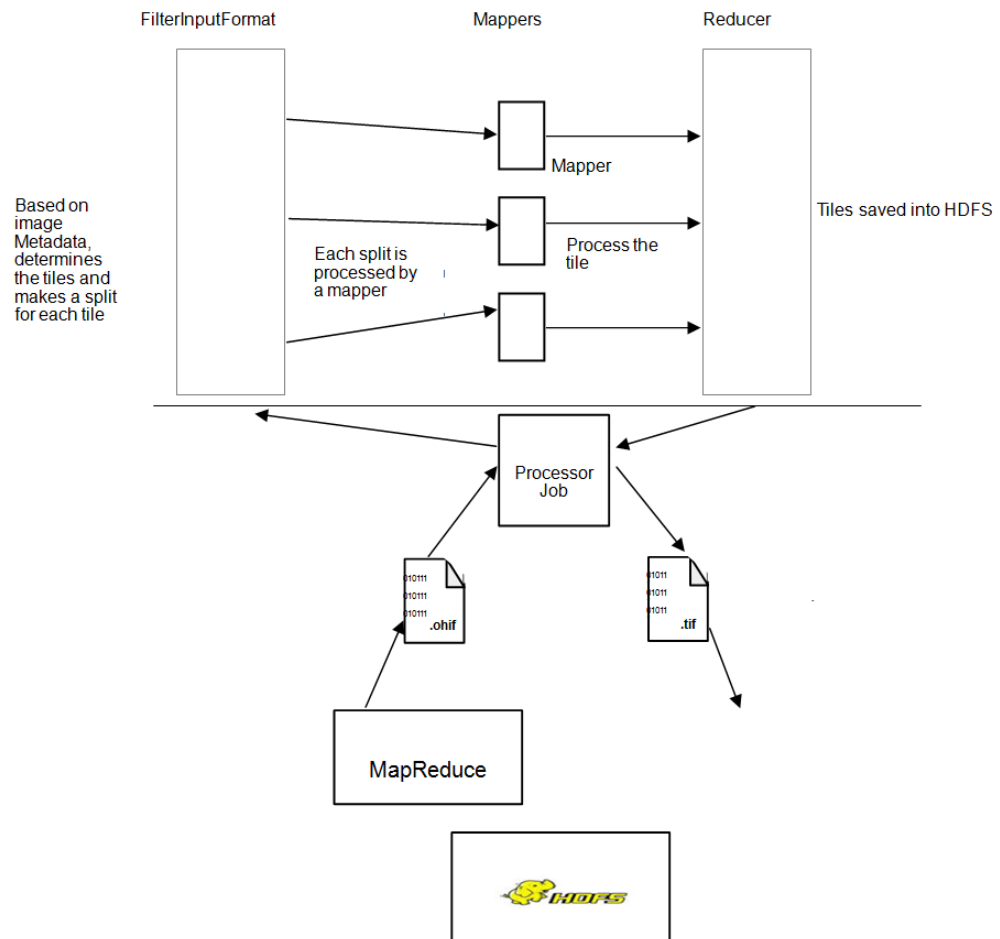 FilterInputFormat
Mappers
Reducer
Mapper
Based on
image
Metadata,
determines
the tiles and
makes a split
for each tile
Each split is
processed by
a mapper
Process the
tile
Tiles saved into HDFS
Processor
Job
010111
010111
010111
.ohif
01011
01011
01011
.tif
MapReduce
HDFS